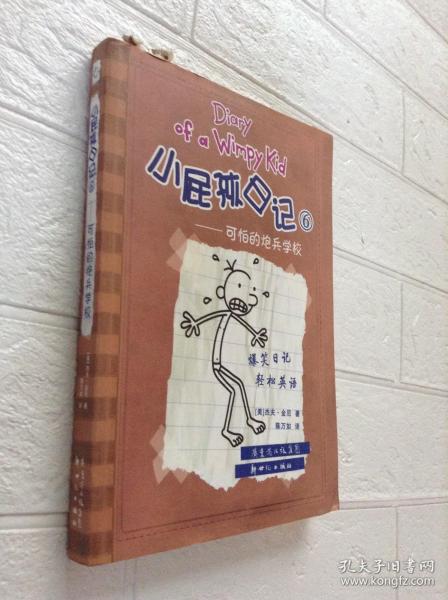 Diary
of a Wimpy Kid
小屁孩日记⑥
——可怕的炮兵学校
爆笑日记
轻松英语
[美]杰夫·金尼 著
陈万如 译
新世纪出版社
小屁孩日记⑥
——可怕的炮兵学校
孔夫子旧书网
www.kongfz.com